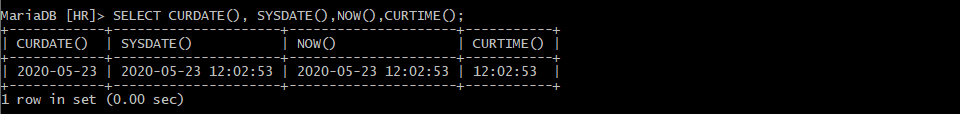 MariaDB [HR]> SELECT CURDATE(), SYSDATE(),NOW(),CURTIME();
+------------+---------------------+---------------------+-----------+
| CURDATE()  | SYSDATE()           | NOW()               | CURTIME() |
+------------+---------------------+---------------------+-----------+
| 2020-05-23 | 2020-05-23 12:02:53 | 2020-05-23 12:02:53 | 12:02:53  |
+------------+---------------------+---------------------+-----------+
1 row in set (0.00 sec)